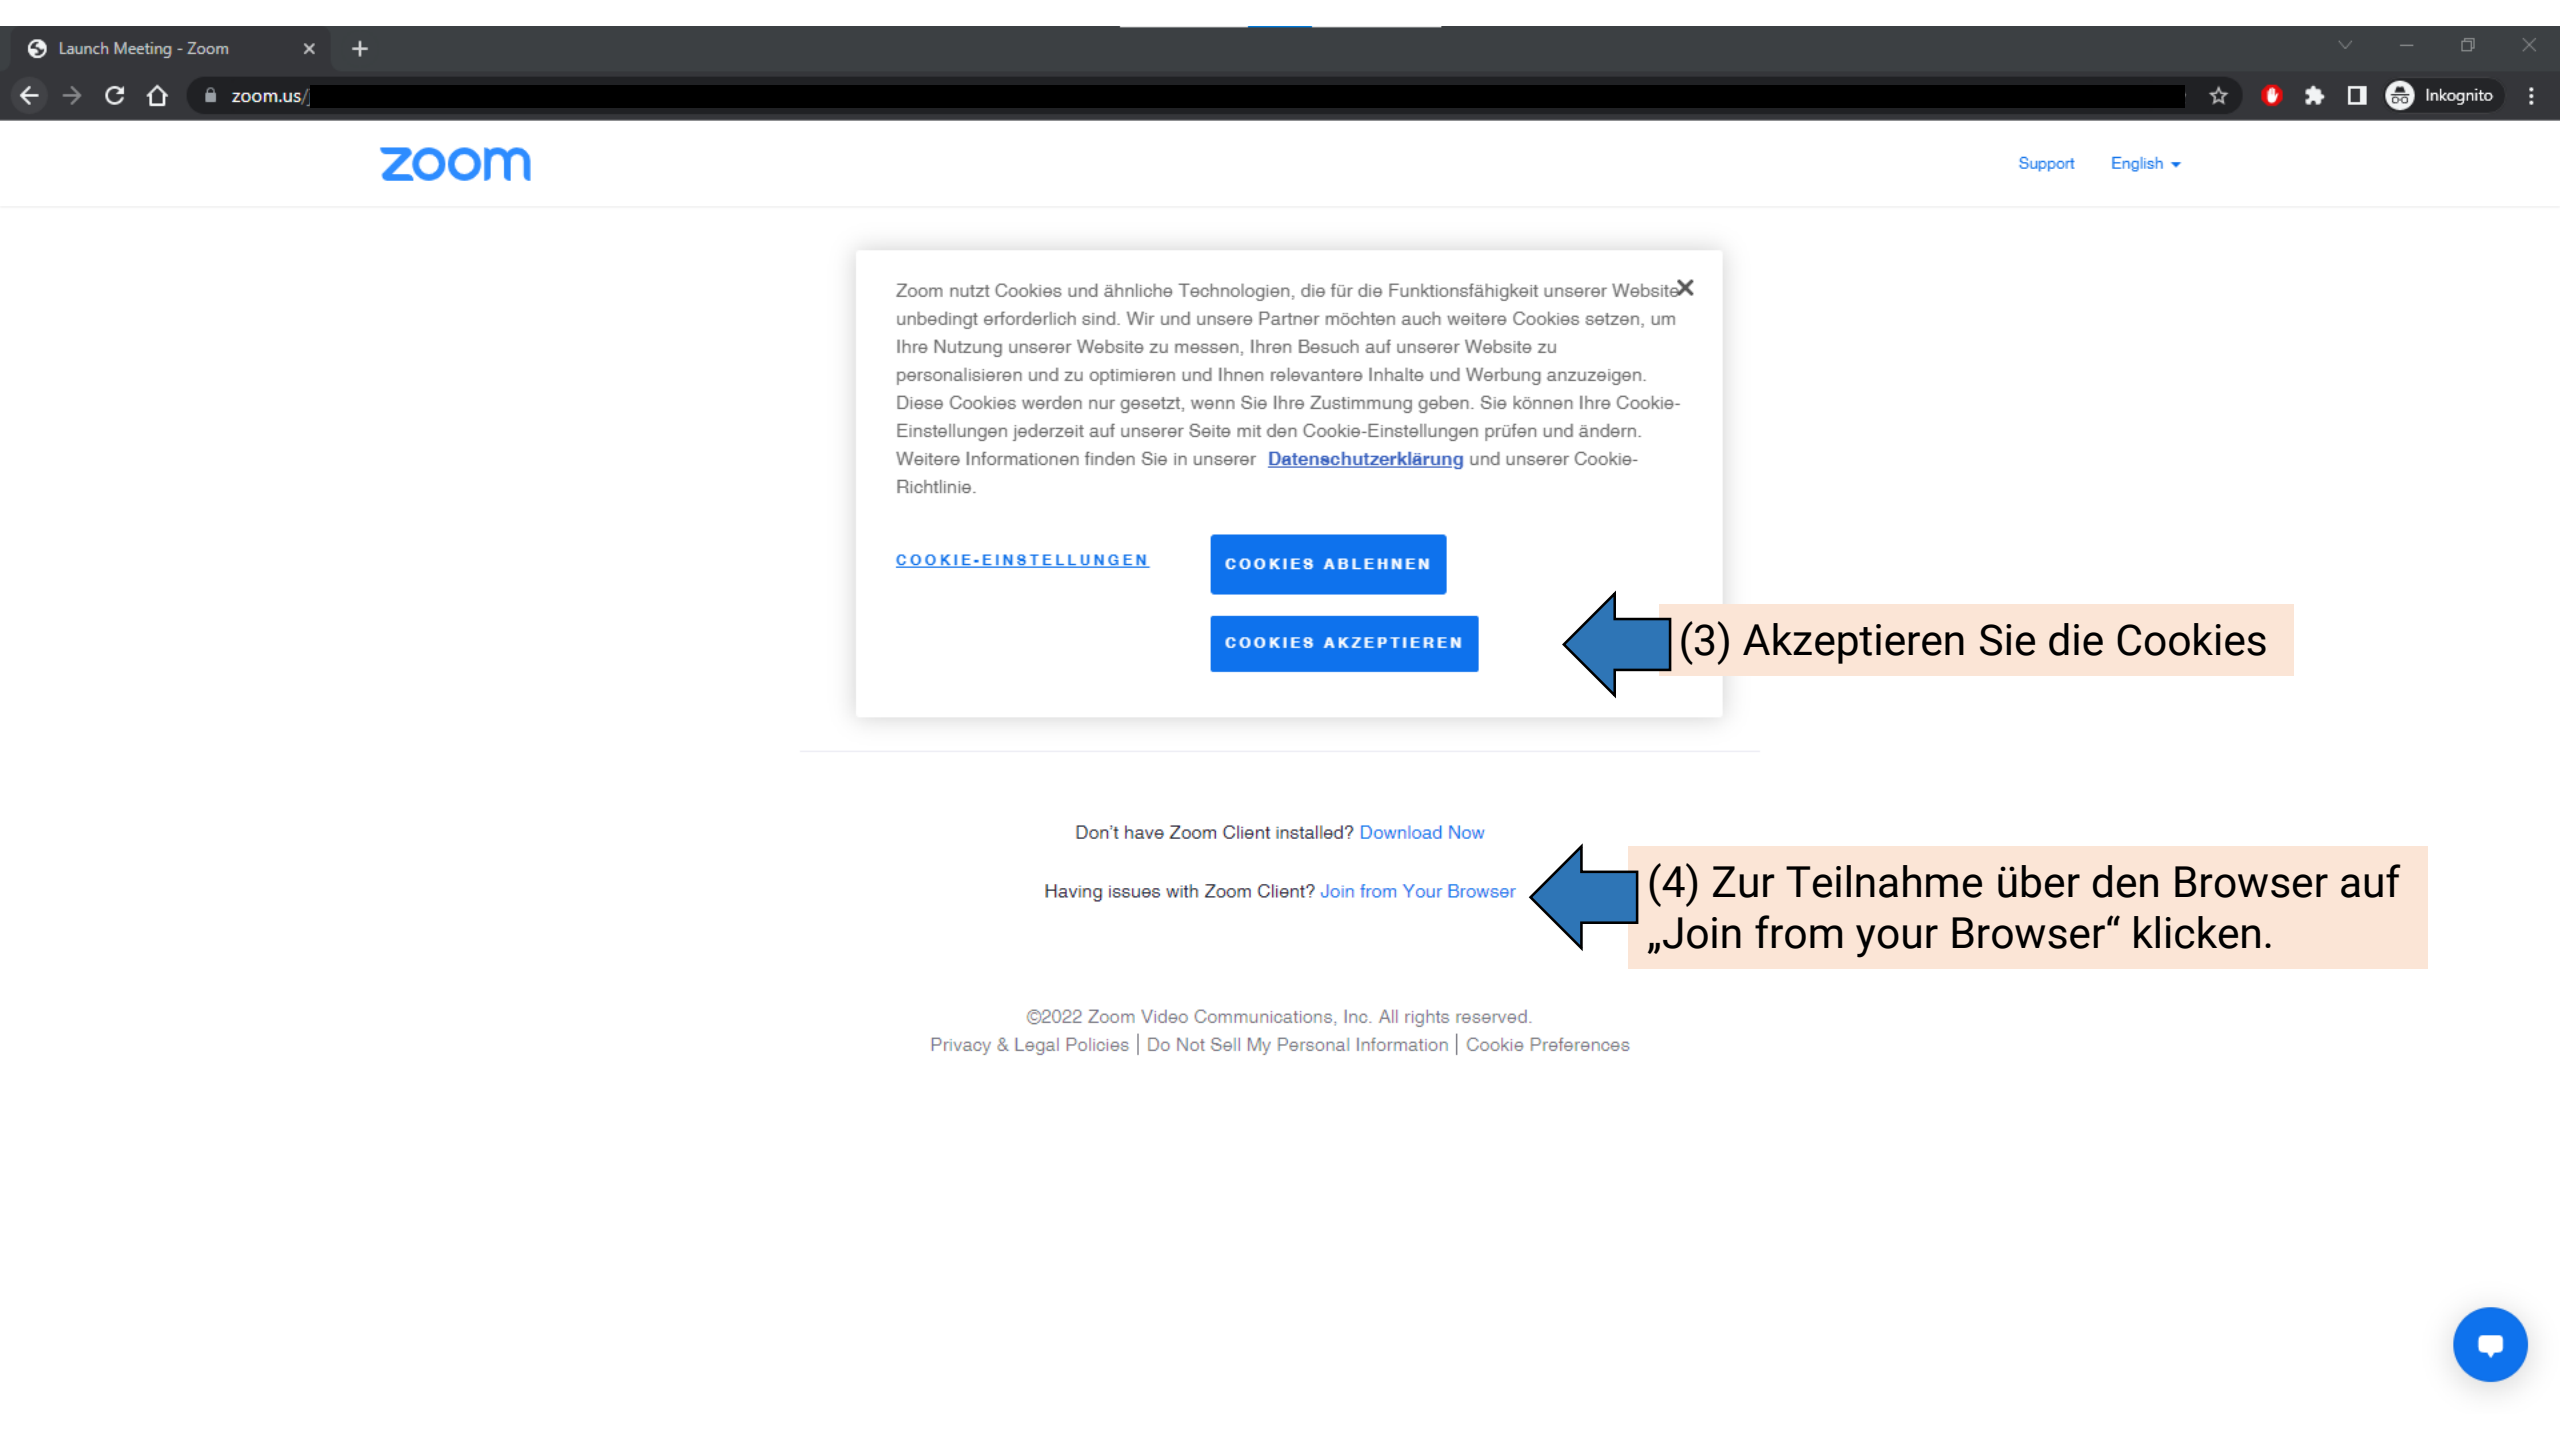 Launch Meeting - Zoom
zoom.us/j
Inkognito
zoom
Support English
Zoom nutzt Cookies und ähnliche Technologien, die für die Funktionsfähigkeit unserer Website
unbedingt erforderlich sind. Wir und unsere Partner möchten auch weitere Cookies setzen, um
Ihre Nutzung unserer Website zu messen, Ihren Besuch auf unserer Website zu
personalisieren und zu optimieren und Ihnen relevantere Inhalte und Werbung anzuzeigen.
Diese Cookies werden nur gesetzt, wenn Sie Ihre Zustimmung geben. Sie können Ihre Cookie-
Einstellungen jederzeit auf unserer Seite mit den Cookie-Einstellungen prüfen und ändern.
Weitere Informationen finden Sie in unserer Datenschutzerklärung und unserer Cookie-
Richtlinie.
COOKIE-EINSTELLUNGEN
COOKIES ABLEHNEN
COOKIES AKZEPTIEREN
(3) Akzeptieren Sie die Cookies
Don't have Zoom Client installed? Download Now
Having issues with Zoom Client? Join from Your Browser
(4) Zur Teilnahme über den Browser auf
„Join from your Browser“ klicken.
©2022 Zoom Video Communications, Inc. All rights reserved.
Privacy & Legal Policies | Do Not Sell My Personal Information | Cookie Preferences